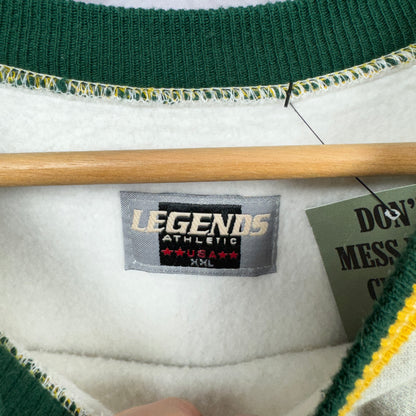 LEGENDS
ATHLETIC
★★USA★★
XXL
DON'
MESS